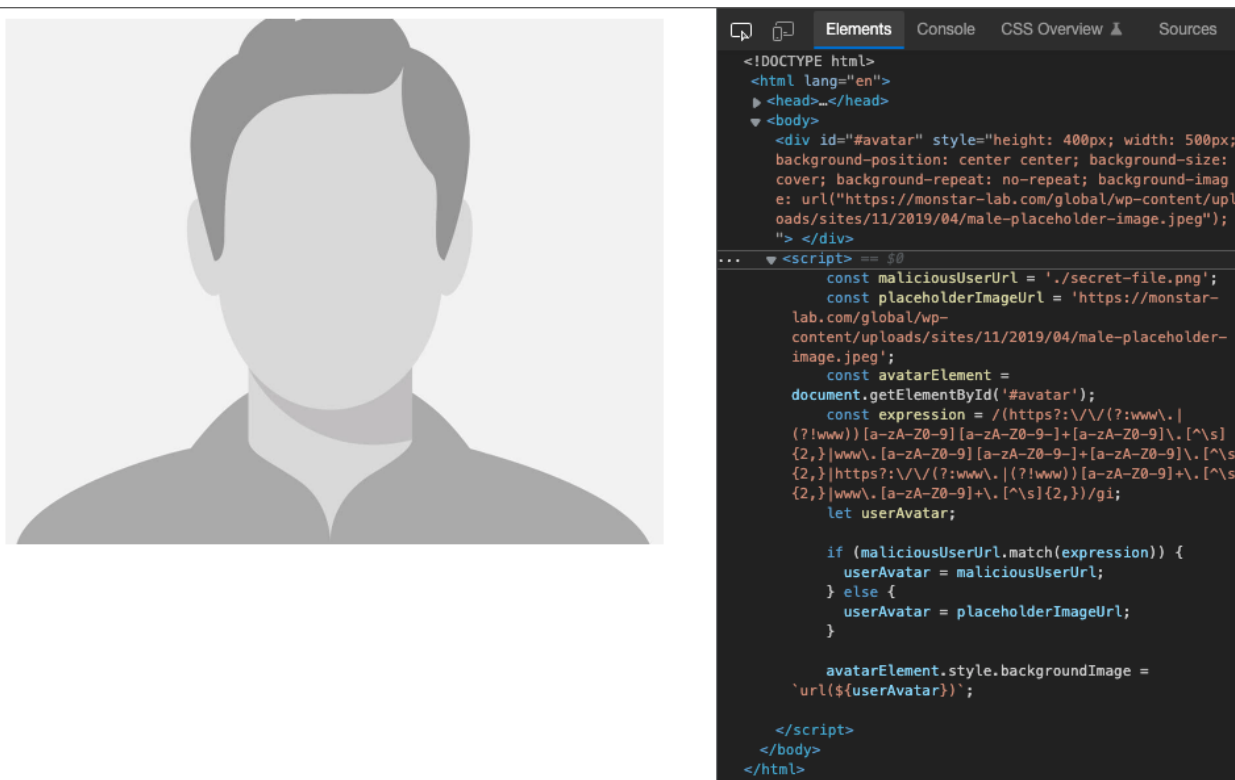 Elements Console CSS Overview Sources
<!DOCTYPE html>
<html lang="en">
<head>…</head>
<body>
<div id="#avatar" style="height: 400px; width: 500px;
background-position: center center; background-size:
cover; background-repeat: no-repeat; background-imag
e: url("https://monstar-lab.com/global/wp-content/upl
oads/sites/11/2019/04/male-placeholder-image.jpeg");
"> </div>
... <script> == $0
const maliciousUserUrl = './secret-file.png';
const placeholderImageUrl = 'https://monstar-
lab.com/global/wp-
content/uploads/sites/11/2019/04/male-placeholder-
image.jpeg';
const avatarElement =
document.getElementById('#avatar');
const expression = /(https?:\/\/(?:www\.|
(?!www))[a-zA-Z0-9][a-zA-Z0-9-]+[a-zA-Z0-9]\.[^\s]
{2,}|www\.[a-zA-Z0-9][a-zA-Z0-9-]+[a-zA-Z0-9]\.[^\s
{2,}|https?:\/\/(?:www\.|(?!www))[a-zA-Z0-9]+\.[^\s
{2,}|www\.[a-zA-Z0-9]+\.[^\s]{2,})/gi;
let userAvatar;
if (maliciousUserUrl.match(expression)) {
userAvatar = maliciousUserUrl;
} else {
userAvatar = placeholderImageUrl;
}
avatarElement.style.backgroundImage =
`url(${userAvatar})`;
</script>
</body>
</html>